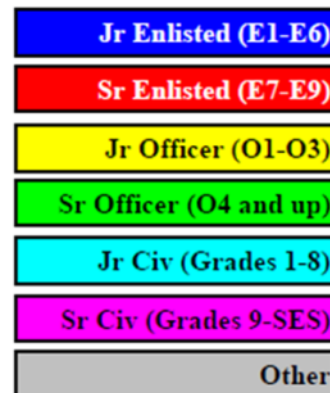 Jr Enlisted (E1-E6)
Sr Enlisted (E7-E9)
Jr Officer (O1-O3)
Sr Officer (O4 and up)
Jr Civ (Grades 1-8)
Sr Civ (Grades 9-SES)
Other